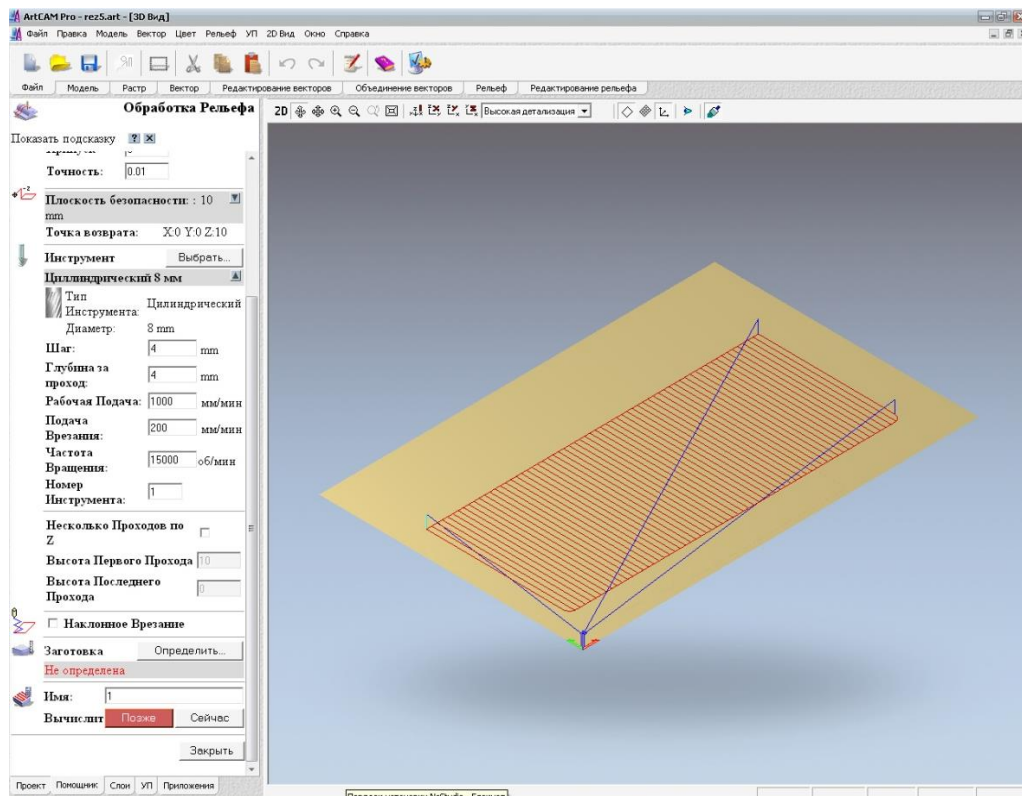 ArtCAM Pro - rez5.art - [3D Вид]
Файл Правка Модель Вектор Цвет Рельеф УП 2D Вид Окно Справка
Файл Модель Растр Вектор Редактирование векторов Объединение векторов Рельеф Редактирование рельефа
Обработка Рельефа
2D Высокая детализация
Показать подсказку ? X
Точность: 0.01
Плоскость безопасности: : 10
mm
Точка возврата: X:0 Y:0 Z:10
Инструмент Выбрать...
Циллиндрический 8 мм
Тип
Инструмента: Цилиндрический
Диаметр: 8 mm
Шаг: 4 mm
Глубина за
проход: 4 mm
Рабочая Подача: 1000 мм/мин
Подача
Врезания: 200 мм/мин
Частота
Вращения: 15000 об/мин
Номер
Инструмента: 1
Несколько Проходов по
Z
Высота Первого Прохода 10
Высота Последнего
Прохода 0
Наклонное Врезание
Заготовка Определить...
Не определена
Имя: 1
Вычислит Позже Сейчас
Закрыть
Проект Помощник Слои УП Приложения